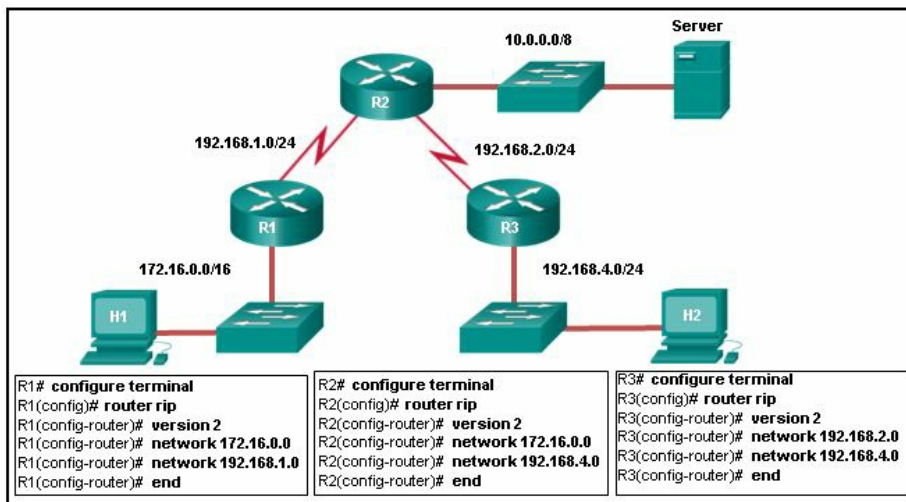 Server
10.0.0.0/8
R2
192.168.1.0/24
192.168.2.0/24
R1
R3
172.16.0.0/16
192.168.4.0/24
H1
H2
R1# configure terminal
R1(config)# router rip
R1(config-router)# version 2
R1(config-router)# network 172.16.0.0
R1(config-router)# network 192.168.1.0
R1(config-router)# end
R2# configure terminal
R2(config)# router rip
R2(config-router)# version 2
R2(config-router)# network 172.16.0.0
R2(config-router)# network 192.168.4.0
R2(config-router)# end
R3# configure terminal
R3(config)# router rip
R3(config-router)# version 2
R3(config-router)# network 192.168.2.0
R3(config-router)# network 192.168.4.0
R3(config-router)# end